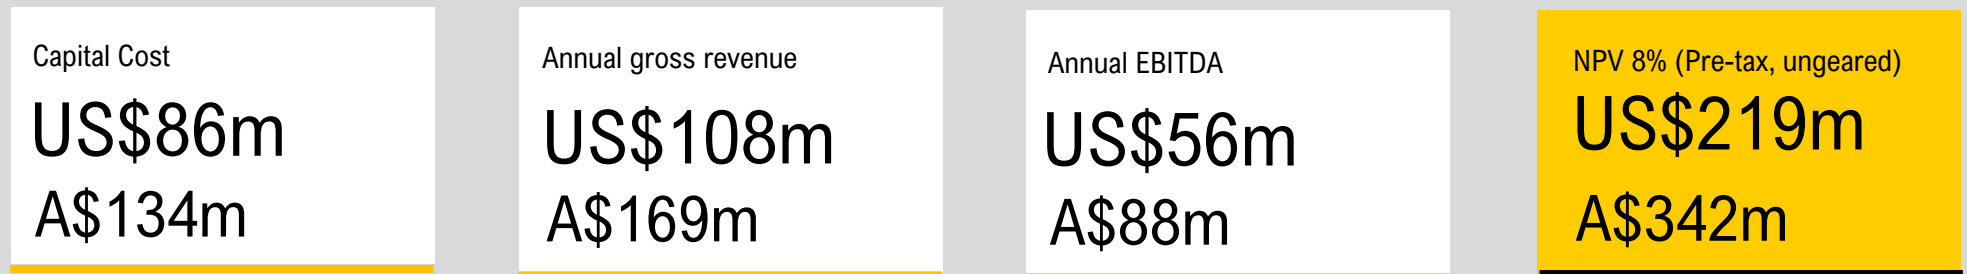 Capital Cost
US$86m
A$134m
Annual gross revenue
US$108m
A$169m
Annual EBITDA
US$56m
A$88m
NPV 8% (Pre-tax, ungeared)
US$219m
A$342m